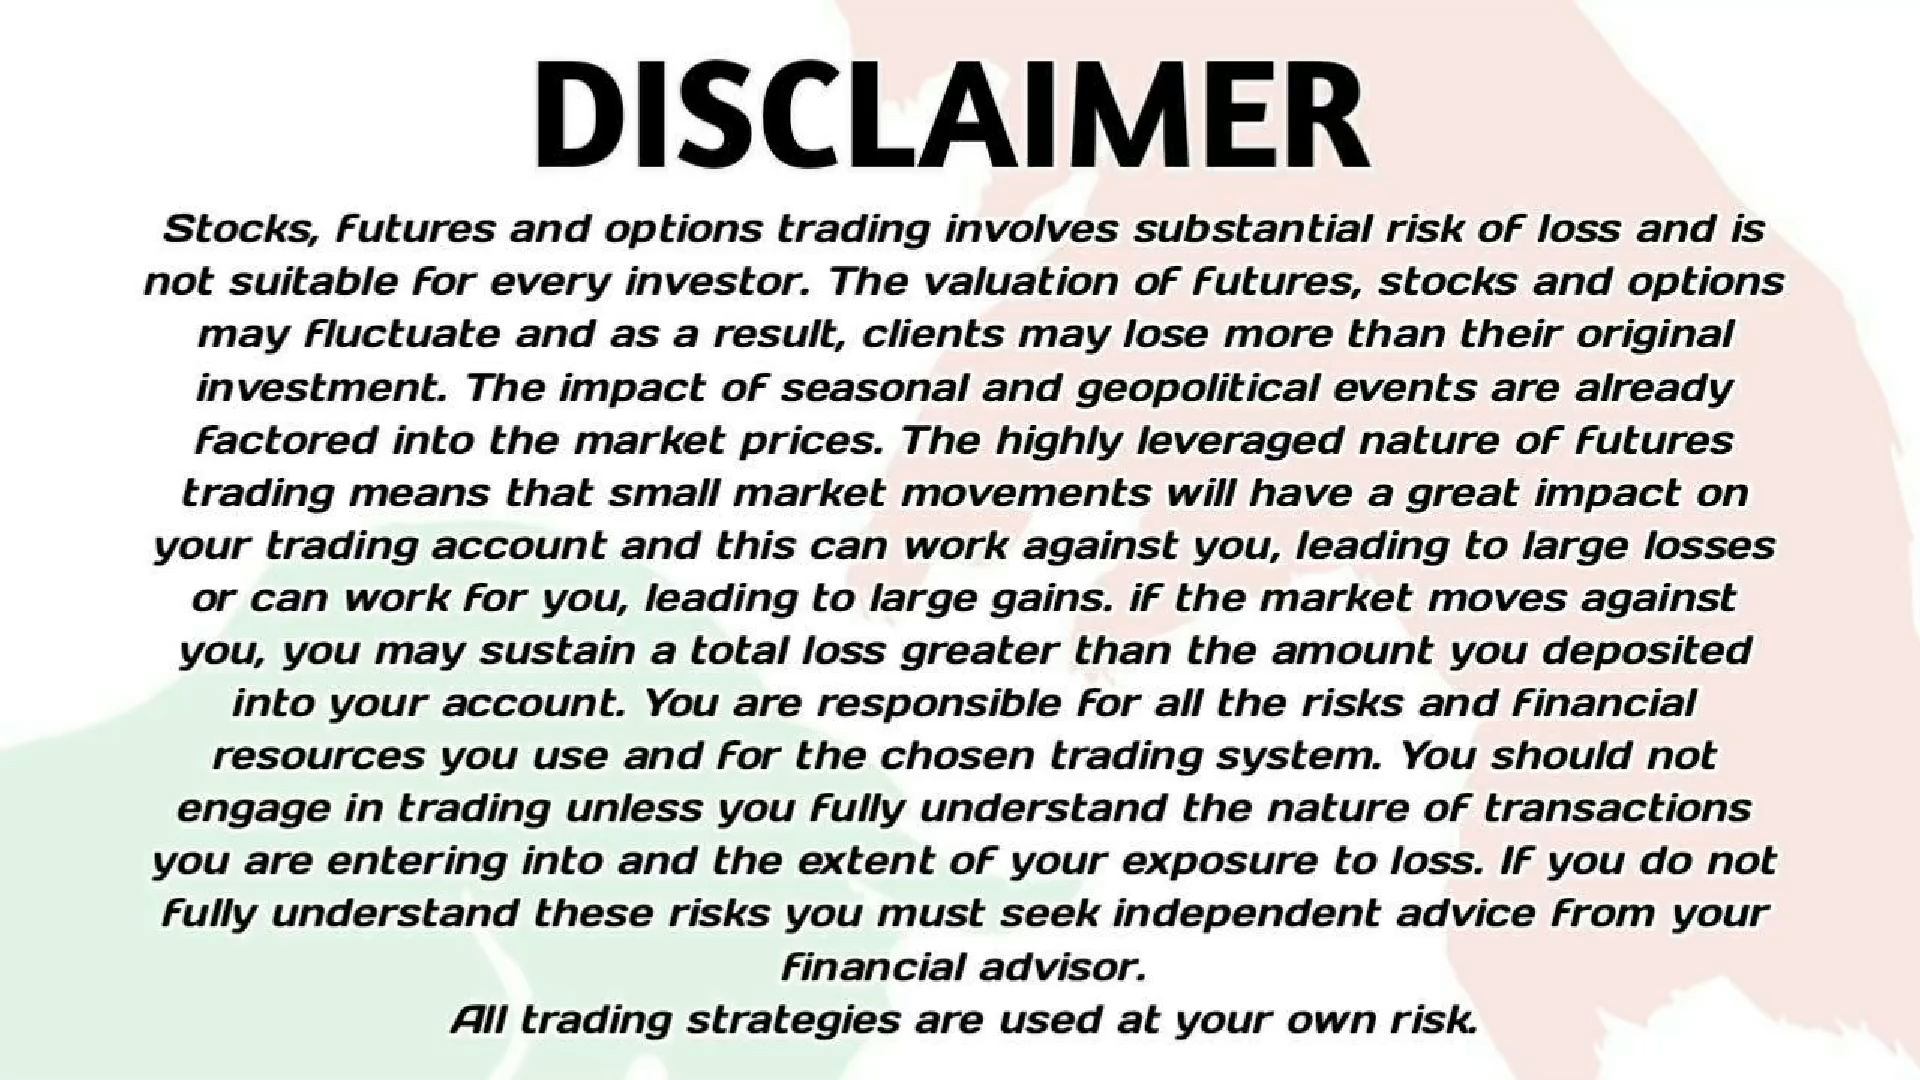 DISCLAIMER
Stocks, futures and options trading involves substantial risk of loss and is
not suitable for every investor. The valuation of futures, stocks and options
may fluctuate and as a result, clients may lose more than their original
investment. The impact of seasonal and geopolitical events are already
factored into the market prices. The highly leveraged nature of futures
trading means that small market movements will have a great impact on
your trading account and this can work against you, leading to large losses
or can work for you, leading to large gains. if the market moves against
you, you may sustain a total loss greater than the amount you deposited
into your account. You are responsible for all the risks and financial
resources you use and for the chosen trading system. You should not
engage in trading unless you fully understand the nature of transactions
you are entering into and the extent of your exposure to loss. If you do not
fully understand these risks you must seek independent advice from your
financial advisor.
All trading strategies are used at your own risk.